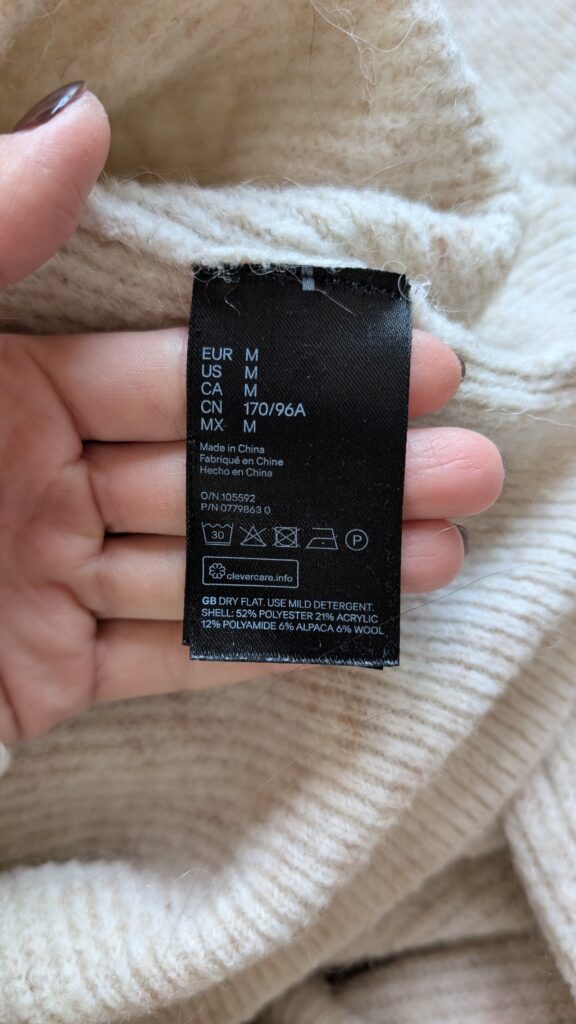 EUR M
US M
CA M
CN 170/96A
MX M
Made in China
Fabriqué en Chine
Hecho en China
O/N 105592
P/N 0779863 0
30 P
clevercare.info
GB DRY FLAT. USE MILD DETERGENT.
SHELL: 52% POLYESTER 21% ACRYLIC
12% POLYAMIDE 6% ALPACA 6% WOOL